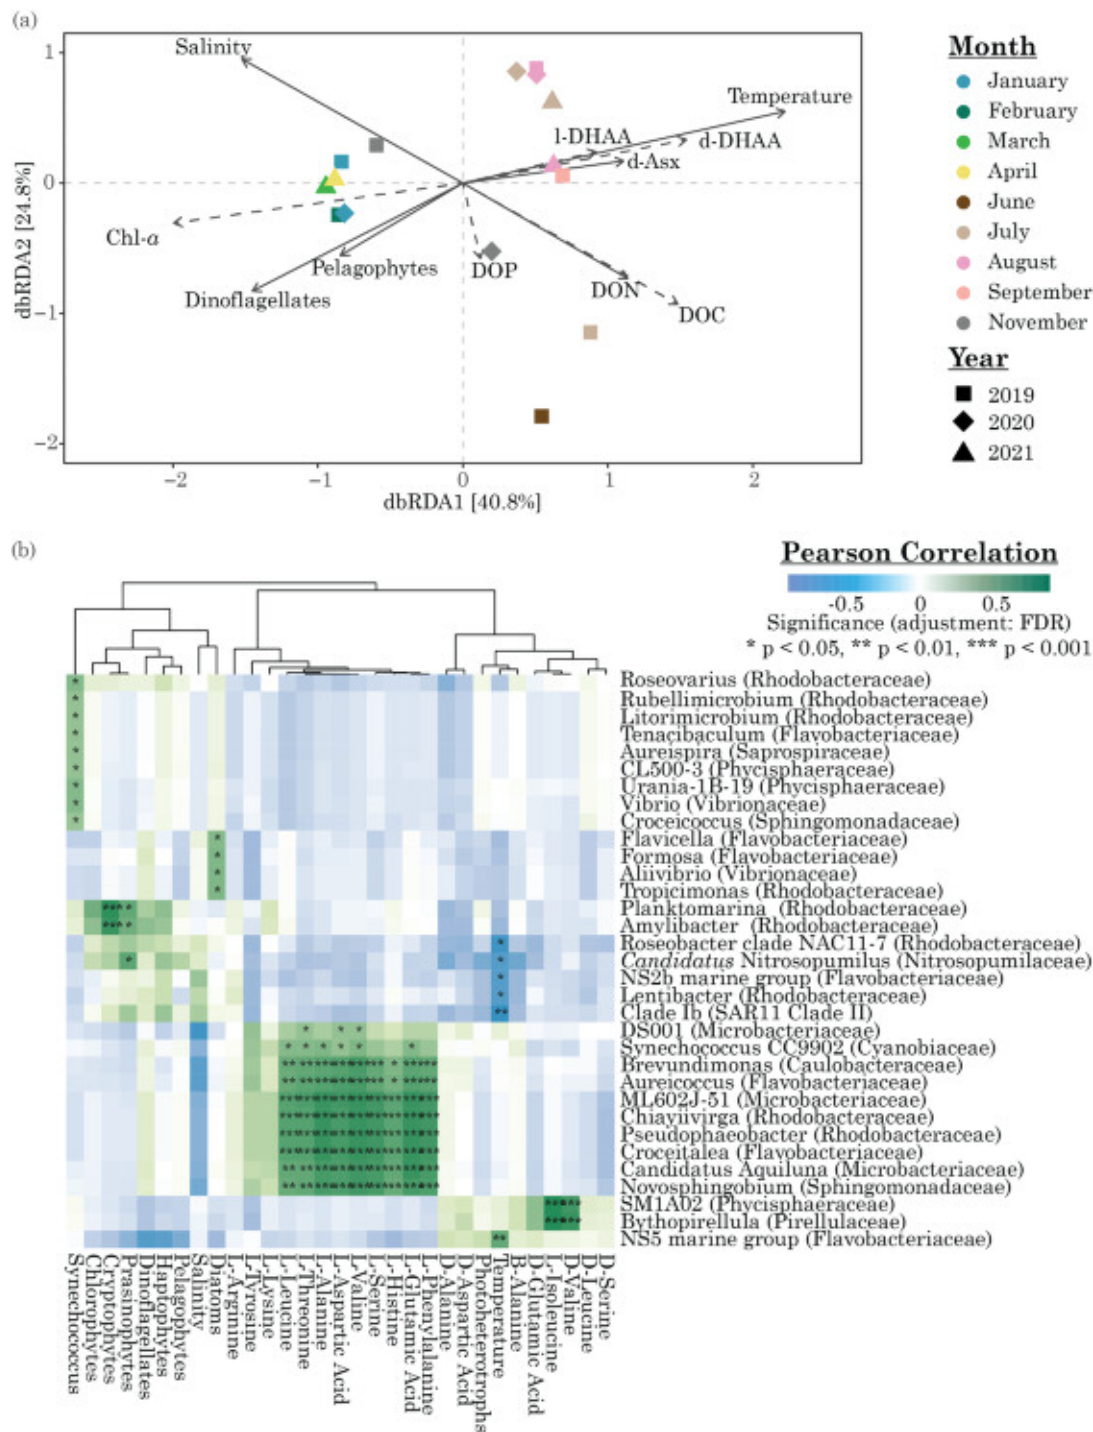 (a)
Salinity
Temperature
l-DHAA
d-DHAA
d-Asx
Chl-a
Pelagophytes
Dinoflagellates
DOP
DON
DOC
1
0
−1
−2
−2
−1
0
1
2
dbRDA2 [24.8%]
dbRDA1 [40.8%]
Month
January
February
March
April
June
July
August
September
November
Year
2019
2020
2021
(b)
Pearson Correlation
-0.5 0 0.5
Significance (adjustment: FDR)
* p < 0.05, ** p < 0.01, *** p < 0.001
Roseovarius (Rhodobacteraceae)
Rubellimicrobium (Rhodobacteraceae)
Litorimicrobium (Rhodobacteraceae)
Tenacibaculum (Flavobacteriaceae)
Aureispira (Saprospiraceae)
CL500-3 (Phycisphaeraceae)
Urania-1B-19 (Phycisphaeraceae)
Vibrio (Vibrionaceae)
Croceicoccus (Sphingomonadaceae)
Flavicella (Flavobacteriaceae)
Formosa (Flavobacteriaceae)
Aliivibrio (Vibrionaceae)
Tropicimonas (Rhodobacteraceae)
Planktomarina (Rhodobacteraceae)
Amylibacter (Rhodobacteraceae)
Roseobacter clade NAC11-7 (Rhodobacteraceae)
Candidatus Nitrosopumilus (Nitrosopumilaceae)
NS2b marine group (Flavobacteriaceae)
Lentibacter (Rhodobacteraceae)
Clade Ib (SAR11 Clade II)
DS001 (Microbacteriaceae)
Synechococcus CC9902 (Cyanobiaceae)
Brevundimonas (Caulobacteraceae)
Aureicoccus (Flavobacteriaceae)
ML602J-51 (Microbacteriaceae)
Chiayiivirga (Rhodobacteraceae)
Pseudophaeobacter (Rhodobacteraceae)
Croceitalea (Flavobacteriaceae)
Candidatus Aquiluna (Microbacteriaceae)
Novosphingobium (Sphingomonadaceae)
SM1A02 (Phycisphaeraceae)
Bythopirellula (Pirellulaceae)
NS5 marine group (Flavobacteriaceae)
Synechococcus
Chlorophytes
Cryptophytes
Prasinophytes
Dinoflagellates
Haptophytes
Pelagophytes
Salinity
Diatoms
L-Arginine
L-Tyrosine
L-Lysine
L-Leucine
L-Threonine
L-Alanine
L-Aspartic Acid
L-Valine
L-Serine
L-Histine
L-Glutamic Acid
L-Phenylalanine
D-Alanine
D-Aspartic Acid
Photoheterotrophs
Temperature
B-Alanine
D-Glutamic Acid
L-Isoleucine
D-Valine
D-Leucine
D-Serine